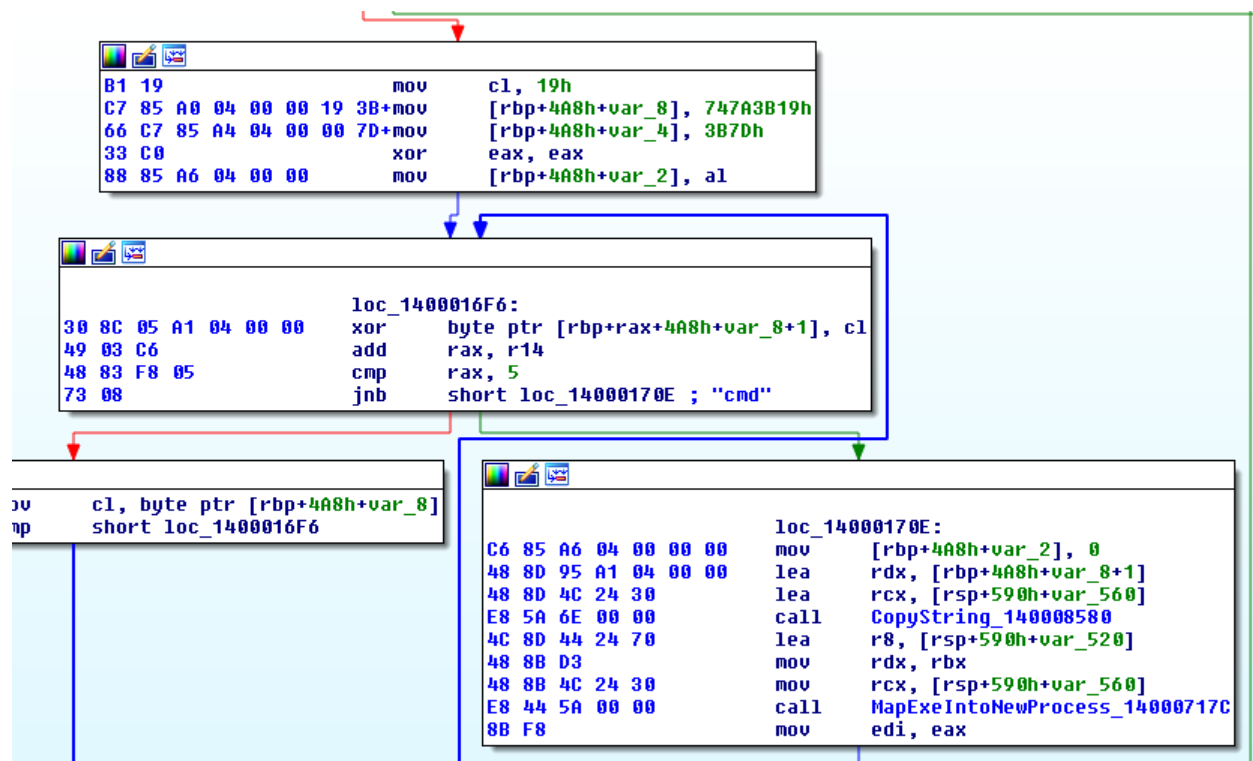 B1 19 mov cl, 19h
C7 85 A0 04 00 00 19 3B+mov [rbp+4A8h+var_8], 747A3B19h
66 C7 85 A4 04 00 00 7D+mov [rbp+4A8h+var_4], 3B7Dh
33 C0 xor eax, eax
88 85 A6 04 00 00 mov [rbp+4A8h+var_2], al
loc_1400016F6:
30 8C 05 A1 04 00 00 xor byte ptr [rbp+rax+4A8h+var_8+1], cl
49 03 C6 add rax, r14
48 83 F8 05 cmp rax, 5
73 08 jnb short loc_14000170E ; "cmd"
cl, byte ptr [rbp+4A8h+var_8]
short loc_1400016F6
loc_14000170E:
C6 85 A6 04 00 00 00 mov [rbp+4A8h+var_2], 0
48 8D 95 A1 04 00 00 lea rdx, [rbp+4A8h+var_8+1]
48 8D 4C 24 30 lea rcx, [rsp+590h+var_560]
E8 5A 6E 00 00 call CopyString_140008580
4C 8D 44 24 70 lea r8, [rsp+590h+var_520]
48 8B D3 mov rdx, rbx
48 8B 4C 24 30 mov rcx, [rsp+590h+var_560]
E8 44 5A 00 00 call MapExeIntoNewProcess_14000717C
8B F8 mov edi, eax